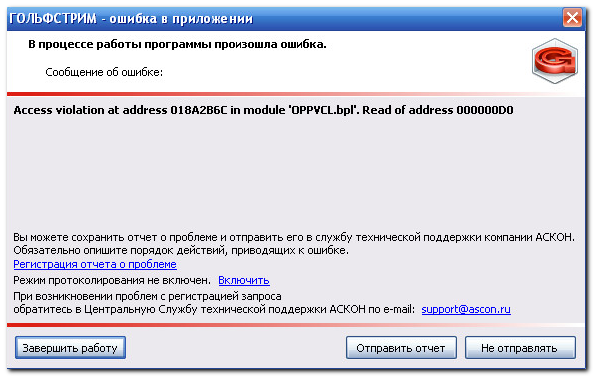 ГОЛЬФСТРИМ - ошибка в приложении
В процессе работы программы произошла ошибка.
Сообщение об ошибке:
Access violation at address 018A2B6C in module 'OPPVCL.bpl'. Read of address 000000D0
Вы можете сохранить отчет о проблеме и отправить его в службу технической поддержки компании АСКОН.
Обязательно опишите порядок действий, приводящих к ошибке.
Регистрация отчета о проблеме
Режим протоколирования не включен. Включить
При возникновении проблем с регистрацией запроса
обратитесь в Центральную Службу технической поддержки АСКОН по e-mail: support@ascon.ru
Завершить работу Отправить отчет Не отправлять